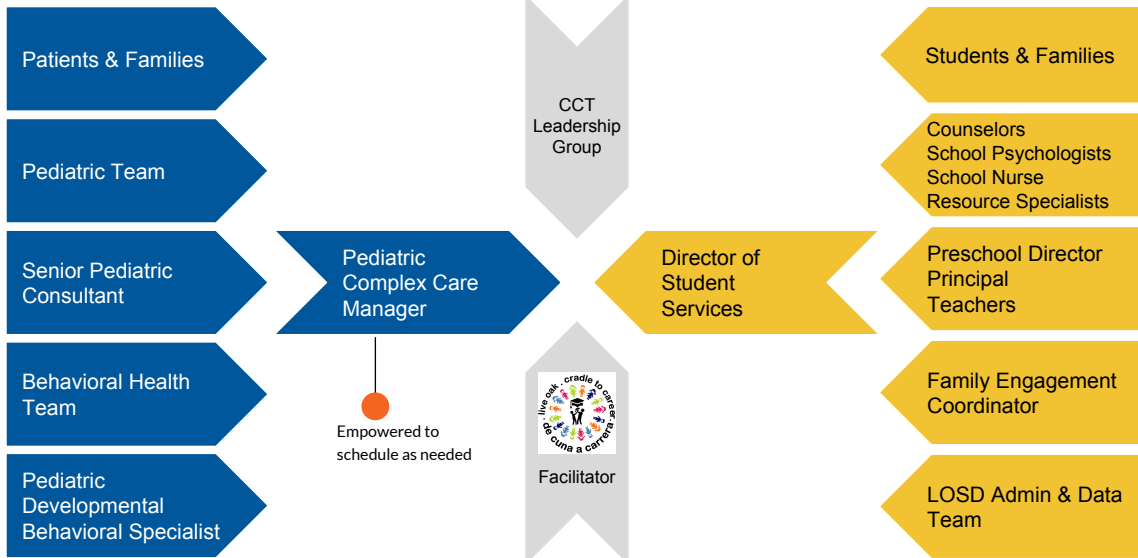 Patients & Families
Pediatric Team
Senior Pediatric
Consultant
Behavioral Health
Team
Pediatric
Developmental
Behavioral Specialist
Pediatric
Complex Care
Manager
Empowered to
schedule as needed
CCT
Leadership
Group
live oak . cradle to career .
de cuna a carrera .
Facilitator
Director of
Student
Services
Students & Families
Counselors
School Psychologists
School Nurse
Resource Specialists
Preschool Director
Principal
Teachers
Family Engagement
Coordinator
LOSD Admin & Data
Team